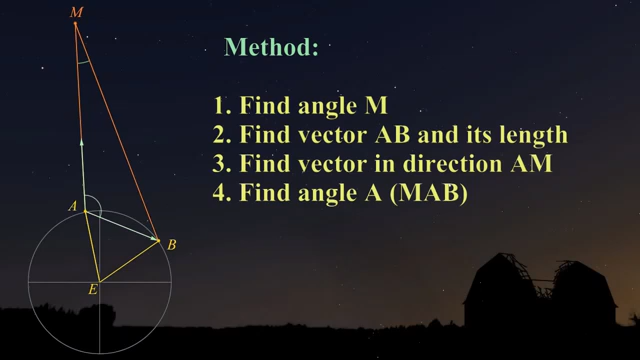 M
Method:
1. Find angle M
2. Find vector AB and its length
3. Find vector in direction AM
4. Find angle A (MAB)
A
B
E